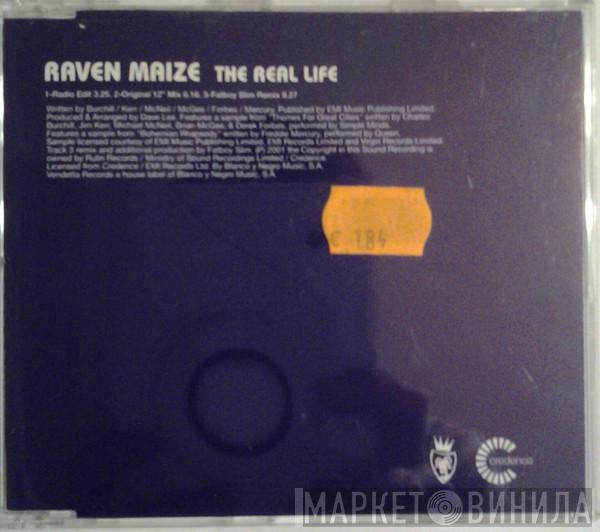 RAVEN MAIZE THE REAL LIFE
1-Radio Edit 3.25. 2-Original 12" Mix 6.16. 3-Fatboy Slim Remix 9.27
Written by Burchill / Kerr / McNeil / McGee / Forbes / Mercury. Published by EMI Music Publishing Limited.
Produced & Arranged by Dave Lee. Features a sample from "Themes For Great Cities" written by Charles
Burchill, Jim Kerr, Michael McNeil, Brian McGee, & Derek Forbes, performed by Simple Minds.
Features a sample from "Bohemian Rhapsody" written by Freddie Mercury, performed by Queen.
Sample licensed courtesy of EMI Music Publishing Limited, EMI Records Limited and Virgin Records Limited.
Track 3 remix and additional production by Fatboy Slim. (P) 2001 the Copyright in this Sound Recording is
owned by Rulin Records / Ministry of Sound Recordings Limited / Credence.
Licensed from Credence / EMI Records Ltd. By Blanco y Negro Music, S.A.
Vendetta Records a house label of Blanco y Negro Music, S.A.
€ 1.84
credence
МАРКЕТ ВИНИЛА